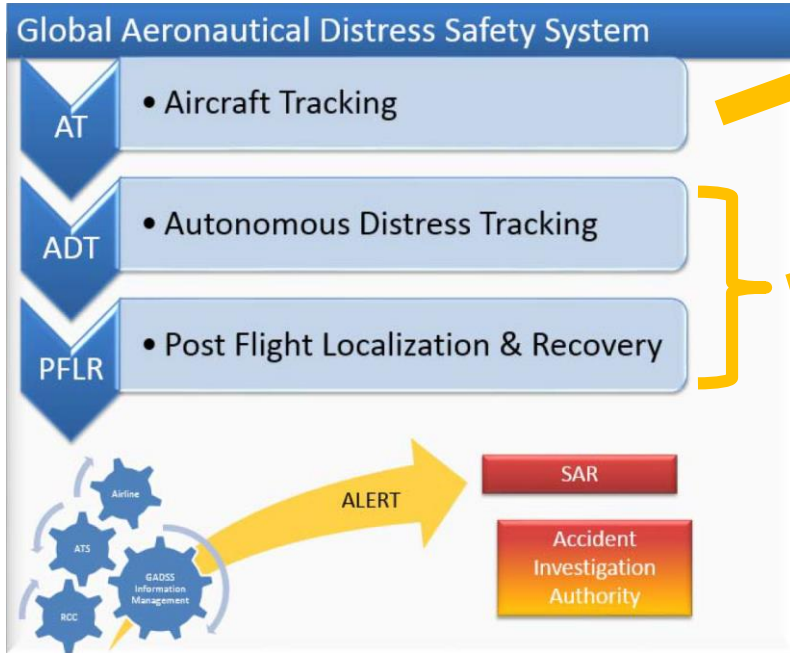 Global Aeronautical Distress Safety System
AT
• Aircraft Tracking
ADT
• Autonomous Distress Tracking
PFLR
• Post Flight Localization & Recovery
Airline
ATS
GADSS
Information
Management
RCC
ALERT
SAR
Accident
Investigation
Authority